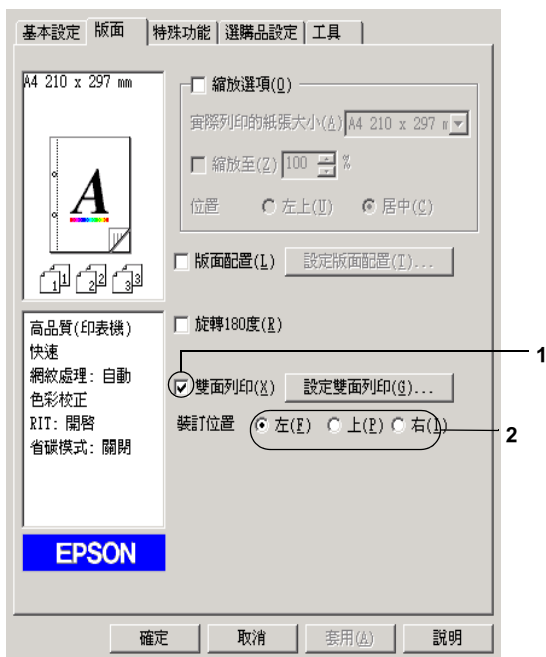 基本設定 版面 特殊功能 選購品設定 工具
A4 210 x 297 mm
A
1 1 2 2 3 3
縮放選項(O)
實際列印的紙張大小(A) A4 210 x 297 m
縮放至(Z) 100 %
位置 左上(U) 居中(C)
版面配置(L) 設定版面配置(T)...
旋轉180度(R)
雙面列印(X) 設定雙面列印(G)...
1
裝訂位置 左(F) 上(P) 右(I)
2
高品質(印表機)
快速
網紋處理: 自動
色彩校正
RIT: 開啓
省碳模式: 關閉
EPSON
確定 取消 套用(A) 說明